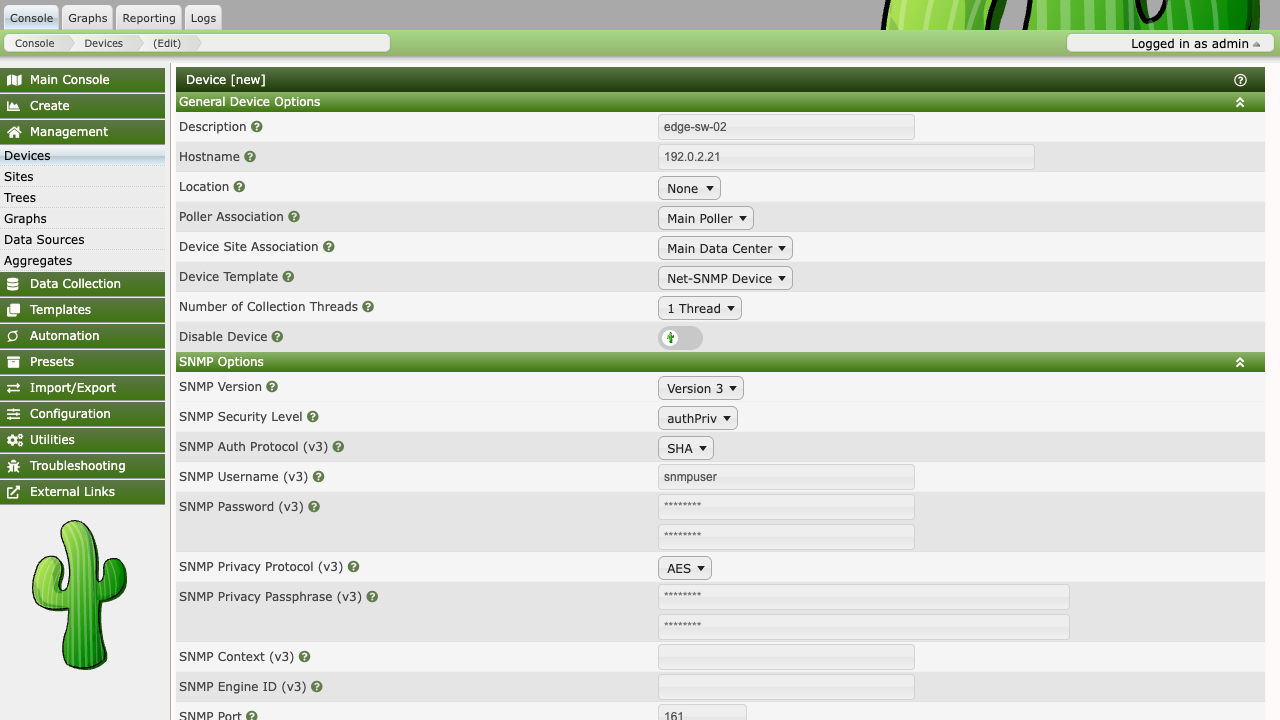 Console Graphs Reporting Logs
Console Devices (Edit) Logged in as admin
Main Console
Create
Management
Devices
Sites
Trees
Graphs
Data Sources
Aggregates
Data Collection
Templates
Automation
Presets
Import/Export
Configuration
Utilities
Troubleshooting
External Links
Device [new]
General Device Options
Description edge-sw-02
Hostname 192.0.2.21
Location None
Poller Association Main Poller
Device Site Association Main Data Center
Device Template Net-SNMP Device
Number of Collection Threads 1 Thread
Disable Device
SNMP Options
SNMP Version Version 3
SNMP Security Level authPriv
SNMP Auth Protocol (v3) SHA
SNMP Username (v3) snmpuser
SNMP Password (v3) ********
********
SNMP Privacy Protocol (v3) AES
SNMP Privacy Passphrase (v3) ********
********
SNMP Context (v3)
SNMP Engine ID (v3)
SNMP Port 161